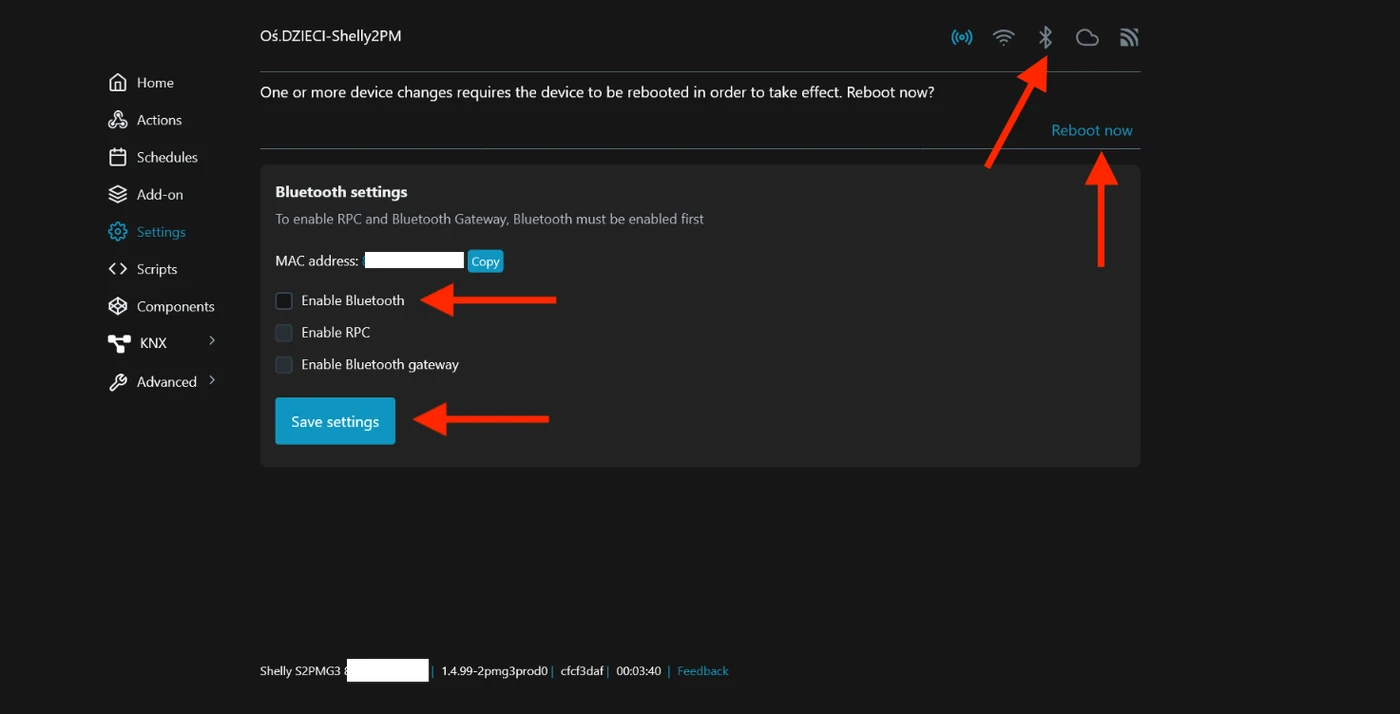 Oś.DZIECI-Shelly2PM
Home
Actions
Schedules
Add-on
Settings
Scripts
Components
KNX
Advanced
One or more device changes requires the device to be rebooted in order to take effect. Reboot now?
Reboot now
Bluetooth settings
To enable RPC and Bluetooth Gateway, Bluetooth must be enabled first
MAC address: Copy
Enable Bluetooth
Enable RPC
Enable Bluetooth gateway
Save settings
Shelly S2PMG3 | 1.4.99-2pmg3prod0 | cfcf3daf | 00:03:40 | Feedback